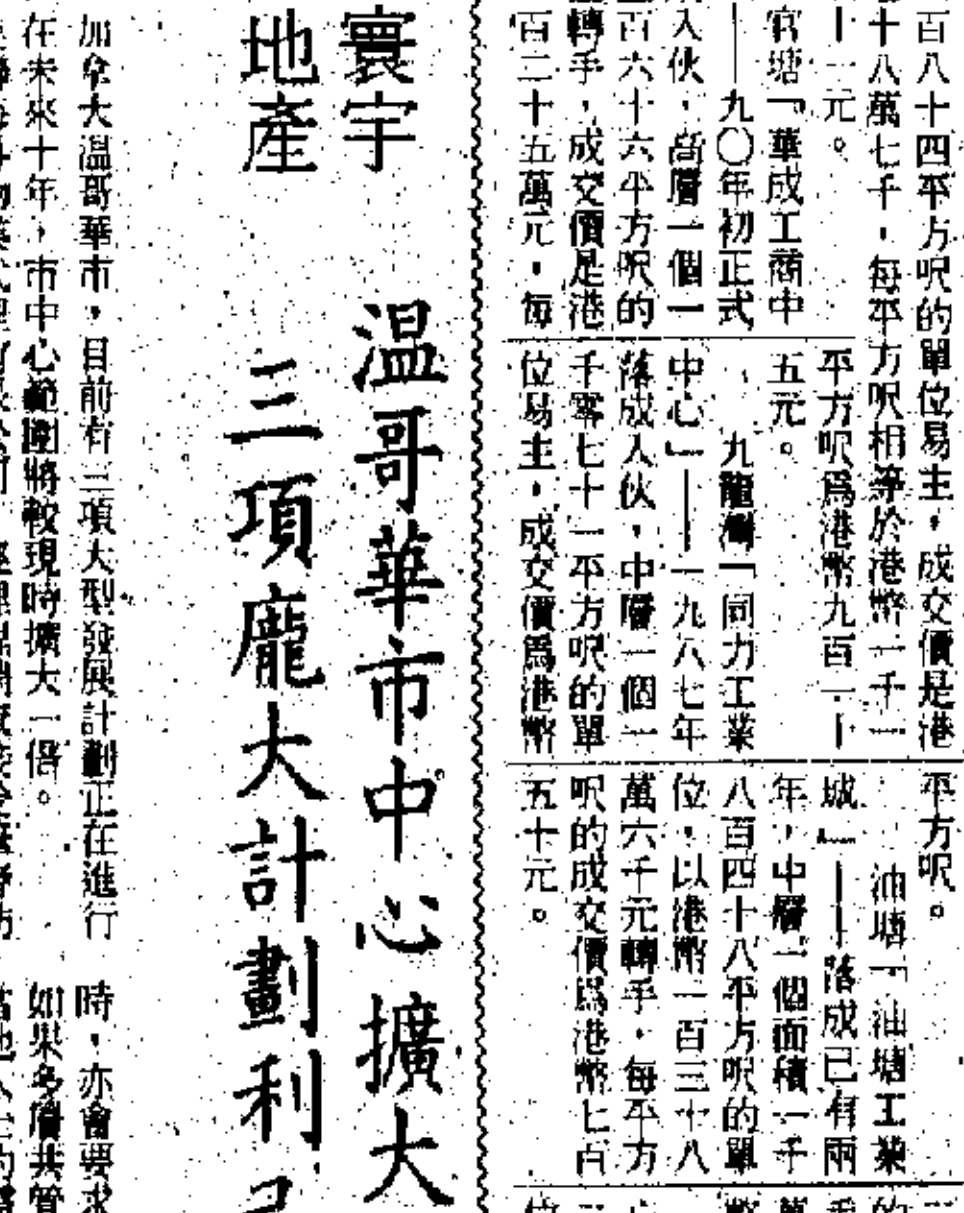 百八十四平方呎的單位易主，成交價是港
十八萬七千，每平方呎相等於港幣一千一
十一元。
官塘「華成工商中
——九〇年初正式
入伙，高層一個一
百六十六平方呎的
轉手，成交價是港
百二十五萬元，每
平方呎爲港幣九百一十
五元。
九龍灣「同力工業
中心」——一九八七年
落成入伙，中層一個一
千零七十一平方呎的單
位易主，成交價爲港幣
平方呎。
油塘「油塘工業
城」——落成已有兩
年，中層一個面積一千
八百四十八平方呎的單
位，以港幣一百三十八
萬六千元轉手，每平方
呎的成交價爲港幣七百
五十元。
寰宇
地產
温哥華市中心擴大
三項龐大計劃利
加拿大温哥華市，目前有三項大型發展計劃正在進行
在未來十年，市中心範圍將較現時擴大一倍。
時，亦會要求
如果多層共管